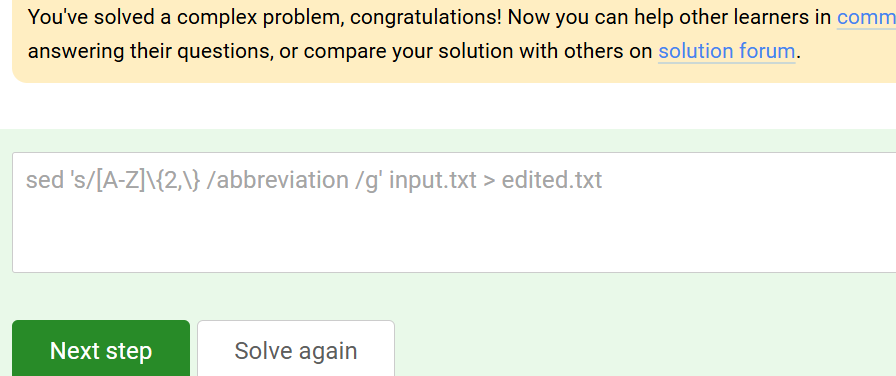 You've solved a complex problem, congratulations! Now you can help other learners in
answering their questions, or compare your solution with others on solution forum.
sed 's/[A-Z]\{2,\} /abbreviation /g' input.txt > edited.txt
Next step
Solve again